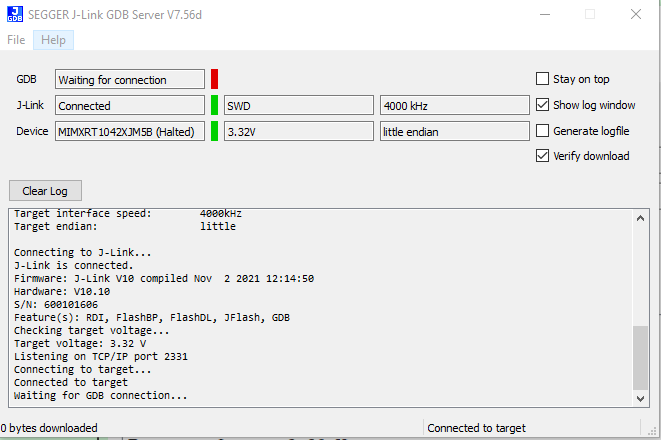 J
GDB
SEGGER J-Link GDB Server V7.56d
File Help
GDB Waiting for connection
Stay on top
J-Link Connected SWD 4000 kHz
Show log window
Device MIMXRT1042XJM5B (Halted) 3.32V little endian
Generate logfile
Verify download
Clear Log
Target interface speed: 4000kHz
Target endian: little
Connecting to J-Link...
J-Link is connected.
Firmware: J-Link V10 compiled Nov 2 2021 12:14:50
Hardware: V10.10
S/N: 600101606
Feature(s): RDI, FlashBP, FlashDL, JFlash, GDB
Checking target voltage...
Target voltage: 3.32 V
Listening on TCP/IP port 2331
Connecting to target...
Connected to target
Waiting for GDB connection...
0 bytes downloaded Connected to target